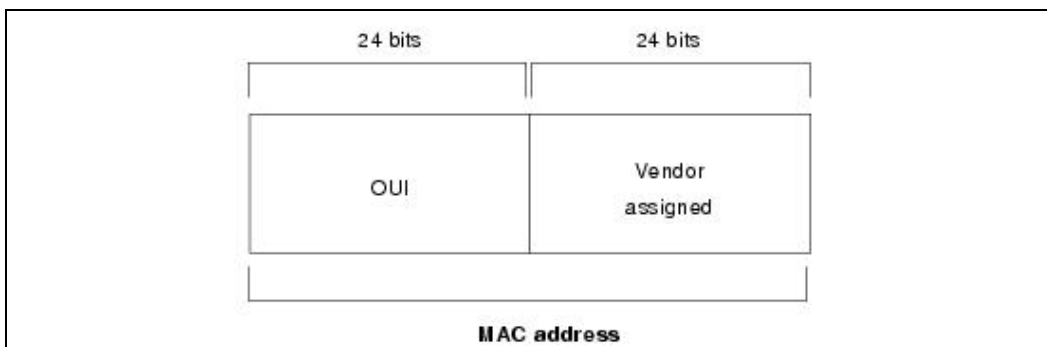 24 bits 24 bits
OUI
Vendor
assigned
MAC address